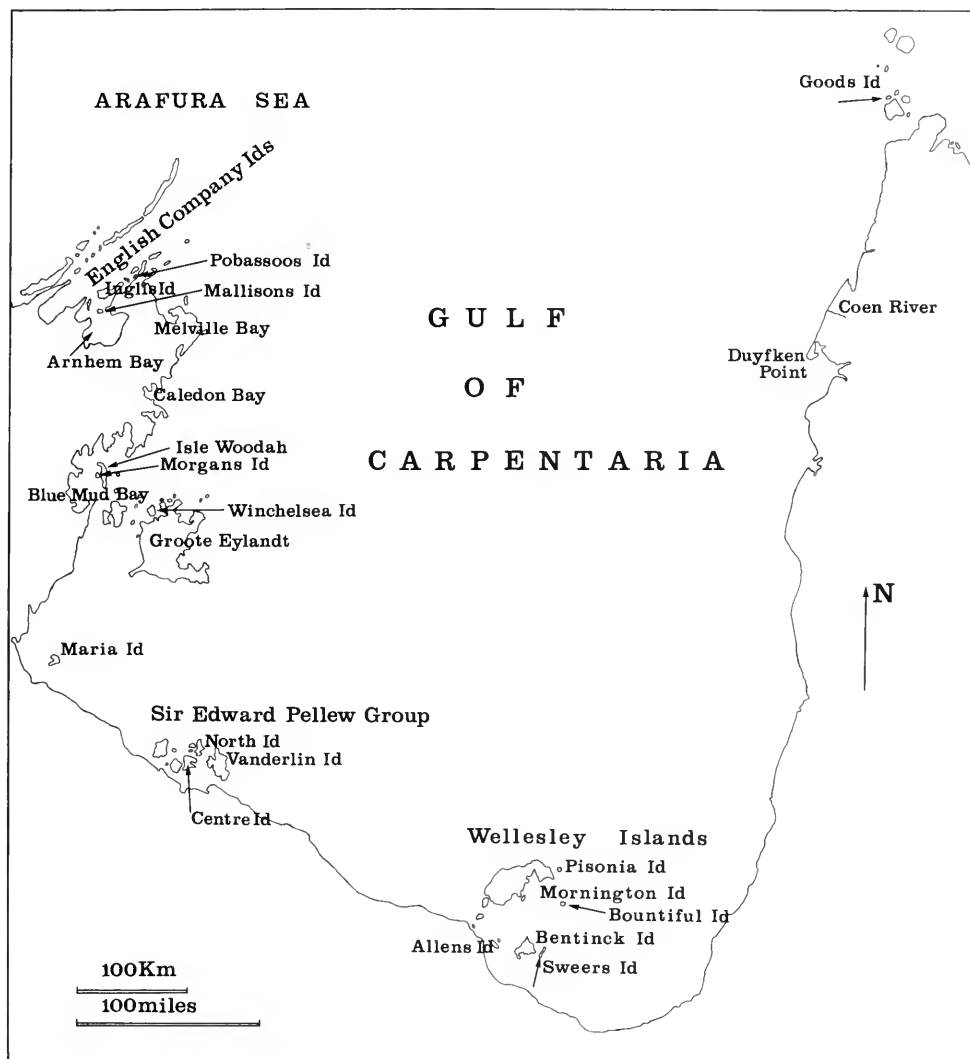 ARAFURA SEA
Goods Id
English Company Ids
Pobassoos Id
Inglis Id
Mallisons Id
Melville Bay
Arnhem Bay
Coen River
GULF
OF
CARPENTARIA
Duyfken
Point
Caledon Bay
Isle Woodah
Morgans Id
Blue Mud Bay
Winchelsea Id
Groote Eylandt
N
Maria Id
Sir Edward Pellew Group
North Id
Vanderlin Id
Centre Id
Wellesley Islands
Pisonia Id
Mornington Id
Bountiful Id
Allens Id
Bentinck Id
Sweers Id
100Km
100miles